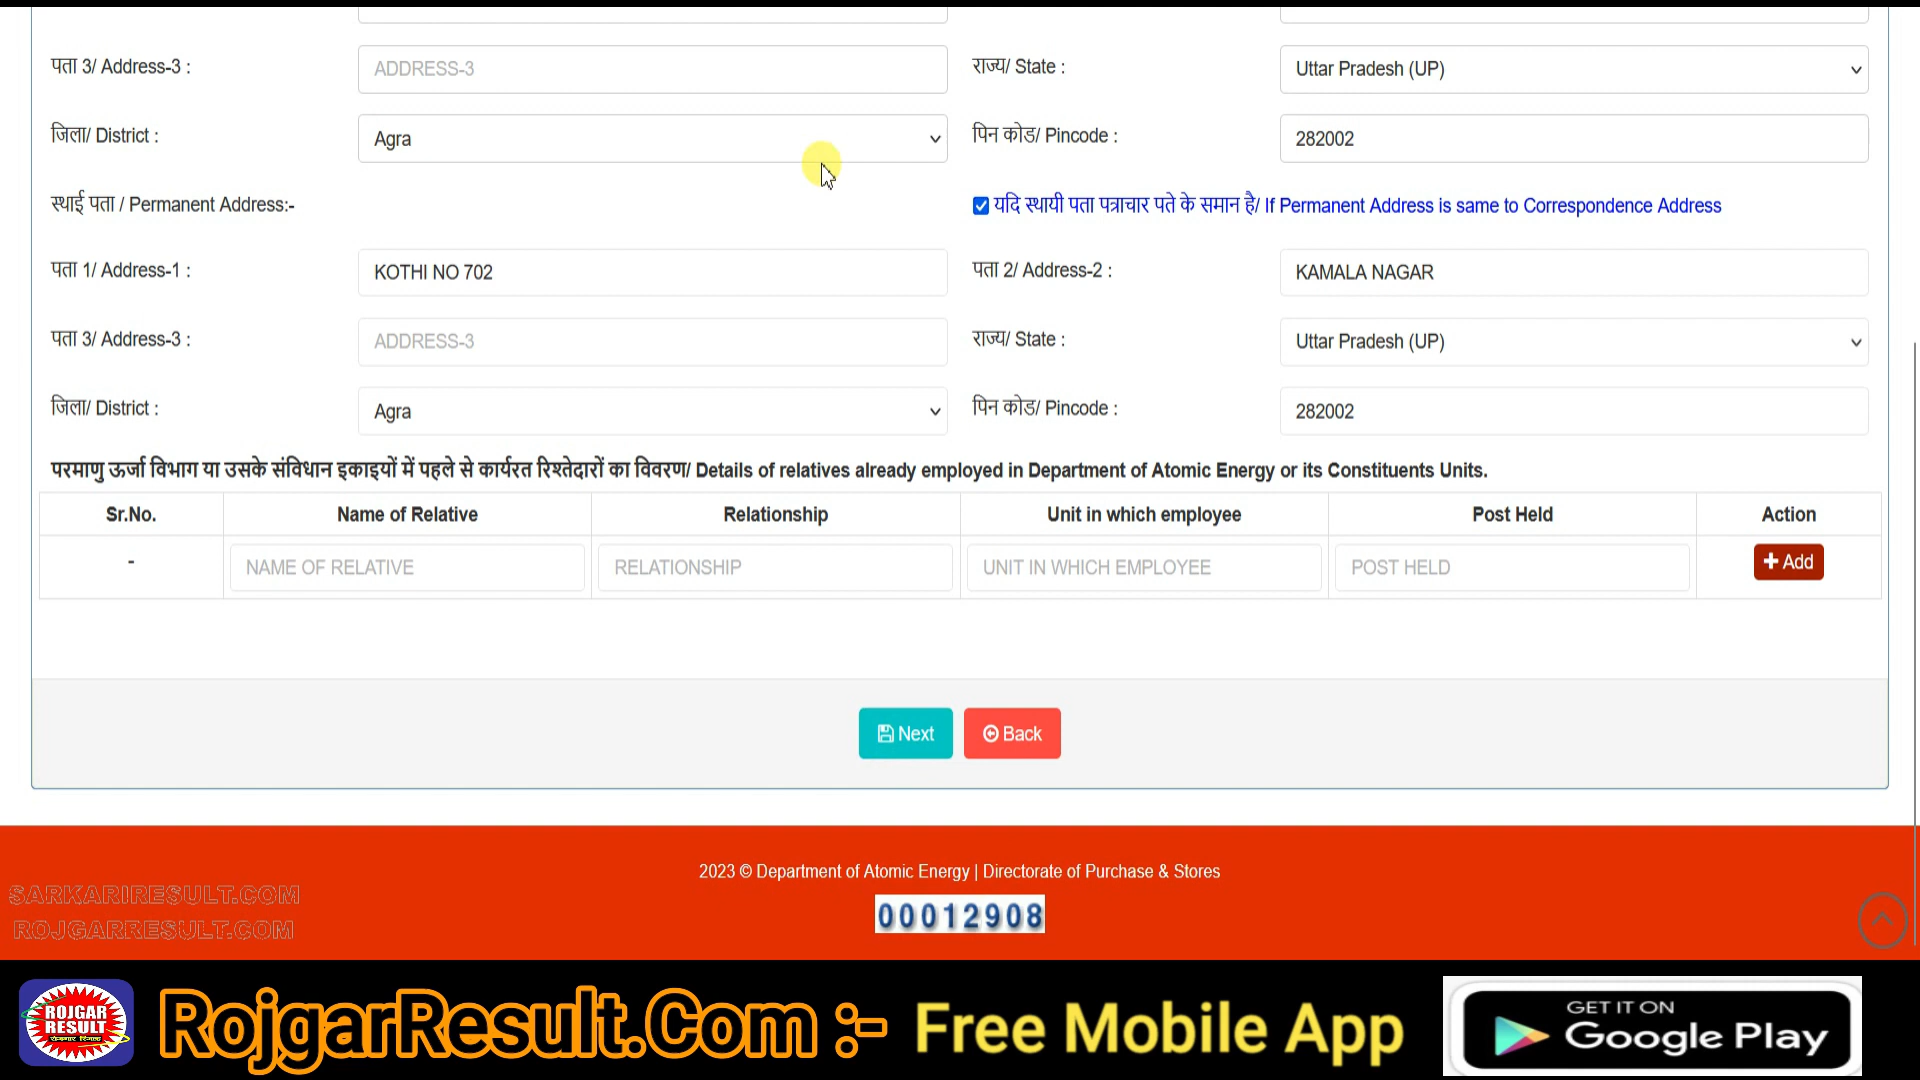 पता 3/ Address-3 : ADDRESS-3 राज्य/ State : Uttar Pradesh (UP)
जिला/ District : Agra पिन कोड/ Pincode : 282002
स्थाई पता / Permanent Address:- यदि स्थायी पता पत्राचार पते के समान है/ If Permanent Address is same to Correspondence Address
पता 1/ Address-1 : KOTHI NO 702 पता 2/ Address-2 : KAMALA NAGAR
पता 3/ Address-3 : ADDRESS-3 राज्य/ State : Uttar Pradesh (UP)
जिला/ District : Agra पिन कोड/ Pincode : 282002
परमाणु ऊर्जा विभाग या उसके संविधान इकाइयों में पहले से कार्यरत रिश्तेदारों का विवरण/ Details of relatives already employed in Department of Atomic Energy or its Constituents Units.
Sr.No. Name of Relative Relationship Unit in which employee Post Held Action
- NAME OF RELATIVE RELATIONSHIP UNIT IN WHICH EMPLOYEE POST HELD + Add
Next Back
2023 © Department of Atomic Energy | Directorate of Purchase & Stores
00012908
SARKARIRESULT.COM
ROJGARRESULT.COM
ROJGAR RESULT रोजगार रिजल्ट
RojgarResult.Com :- Free Mobile App
GET IT ON
Google Play